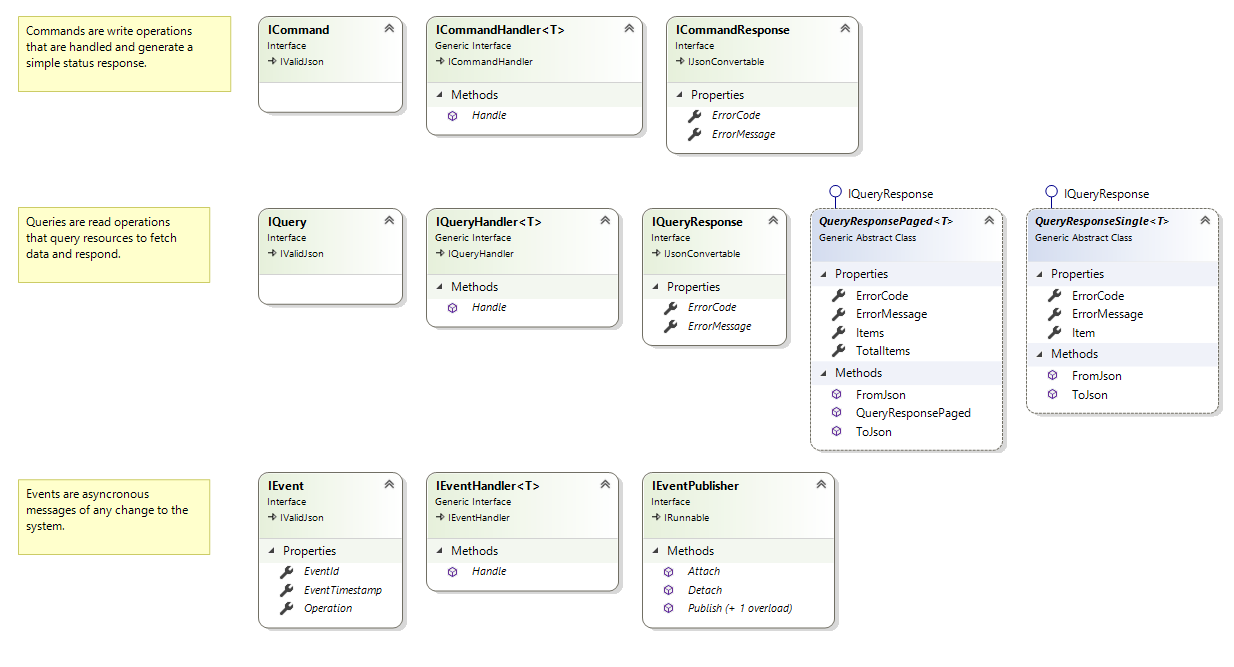 Commands are write operations
that are handled and generate a
simple status response.
ICommand
Interface
IValidJson
ICommandHandler<T>
Generic Interface
ICommandHandler
Methods
Handle
ICommandResponse
Interface
IJsonConvertable
Properties
ErrorCode
ErrorMessage
Queries are read operations
that query resources to fetch
data and respond.
IQuery
Interface
IValidJson
IQueryHandler<T>
Generic Interface
IQueryHandler
Methods
Handle
IQueryResponse
Interface
IJsonConvertable
Properties
ErrorCode
ErrorMessage
IQueryResponse
QueryResponsePaged<T>
Generic Abstract Class
Properties
ErrorCode
ErrorMessage
Items
TotalItems
Methods
FromJson
QueryResponsePaged
ToJson
IQueryResponse
QueryResponseSingle<T>
Generic Abstract Class
Properties
ErrorCode
ErrorMessage
Item
Methods
FromJson
ToJson
Events are asyncronous
messages of any change to the
system.
IEvent
Interface
IValidJson
Properties
EventId
EventTimestamp
Operation
IEventHandler<T>
Generic Interface
IEventHandler
Methods
Handle
IEventPublisher
Interface
IRunnable
Methods
Attach
Detach
Publish (+ 1 overload)